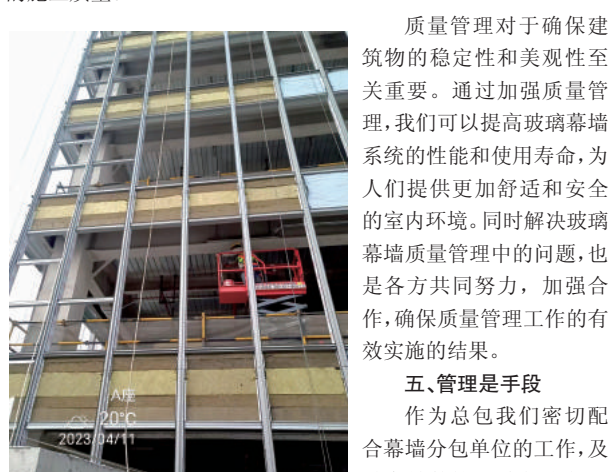 的施工质量。
质量管理对于确保建
筑物的稳定性和美观性至
关重要。通过加强质量管
理,我们可以提高玻璃幕墙
系统的性能和使用寿命,为
人们提供更加舒适和安全
的室内环境。同时解决玻璃
幕墙质量管理中的问题,也
是各方共同努力，加强合
作,确保质量管理工作的有
效实施的结果。
五、管理是手段
作为总包我们密切配
合幕墙分包单位的工作,及
A座
20°C
2023/04/11